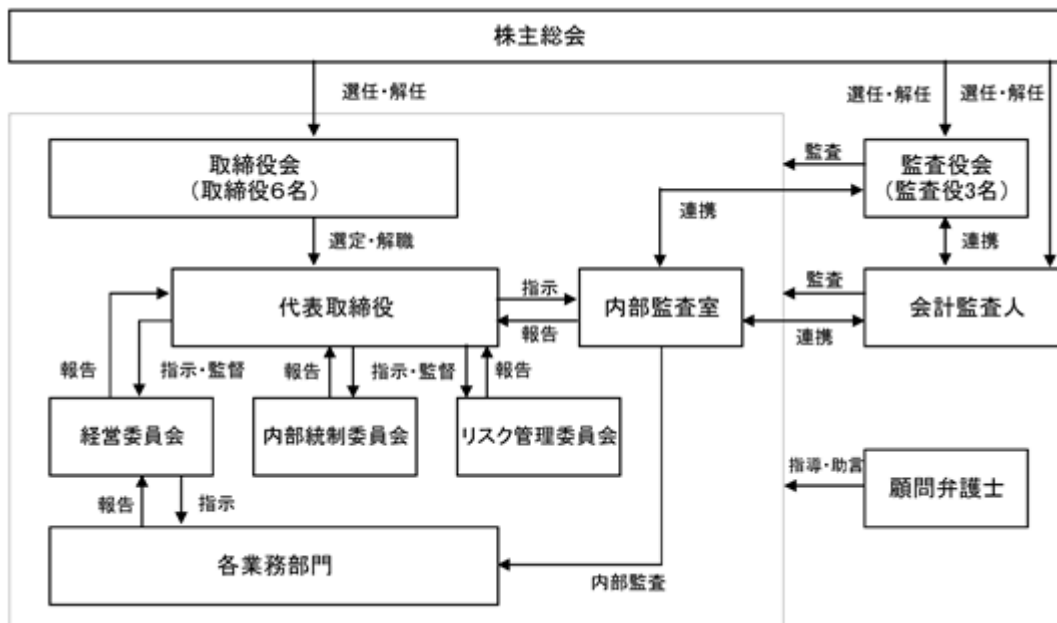 株主総会
選任・解任
選任・解任
選任・解任
取締役会
（取締役６名）
監査
監査役会
（監査役3名）
連携
選定・解職
連携
代表取締役
指示
報告
内部監査室
監査
連携
会計監査人
報告
指示・監督
報告
指示・監督
報告
経営委員会
内部統制委員会
リスク管理委員会
指導・助言
顧問弁護士
報告
指示
各業務部門
内部監査